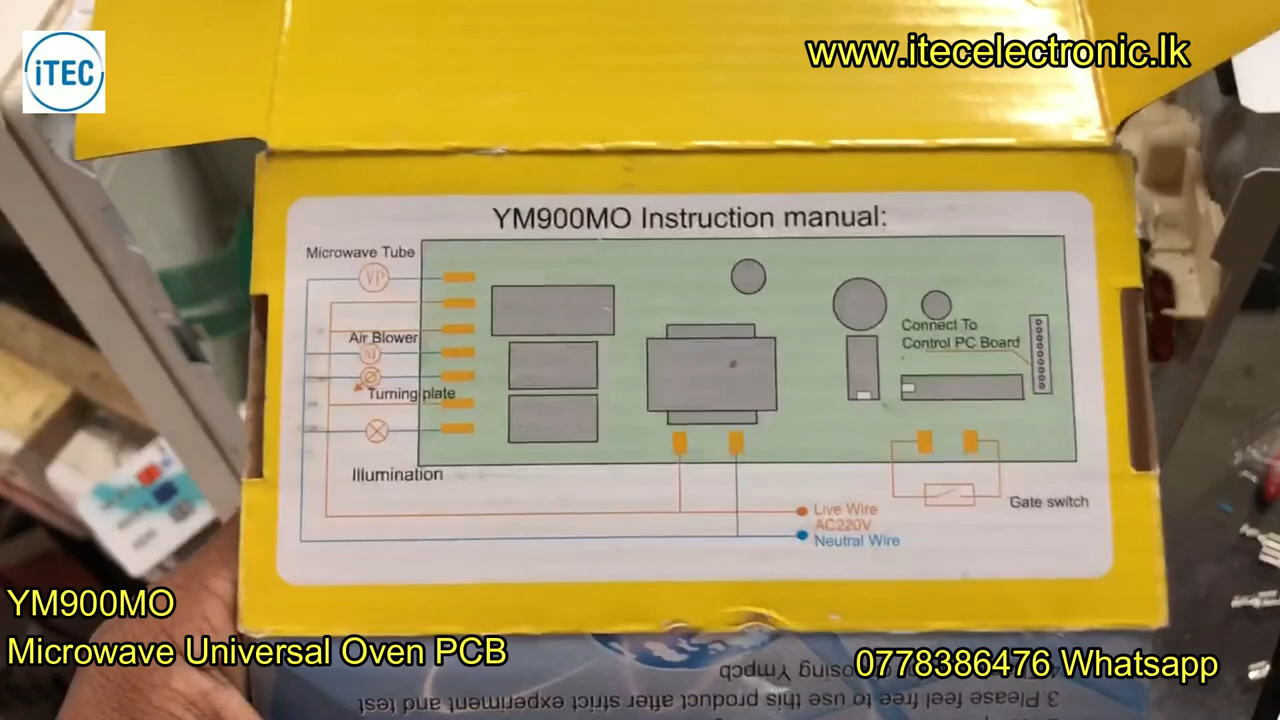 iTEC
www.itecelectronic.lk
YM900MO Instruction manual:
Microwave Tube
VP
Air Blower
M
Turning plate
Illumination
Connect To
Control PC Board
Gate switch
Live Wire
AC220V
Neutral Wire
YM900MO
Microwave Universal Oven PCB
0778386476 Whatsapp
osing Ympcb
3.Please feel free to use this product after strict experiment and test